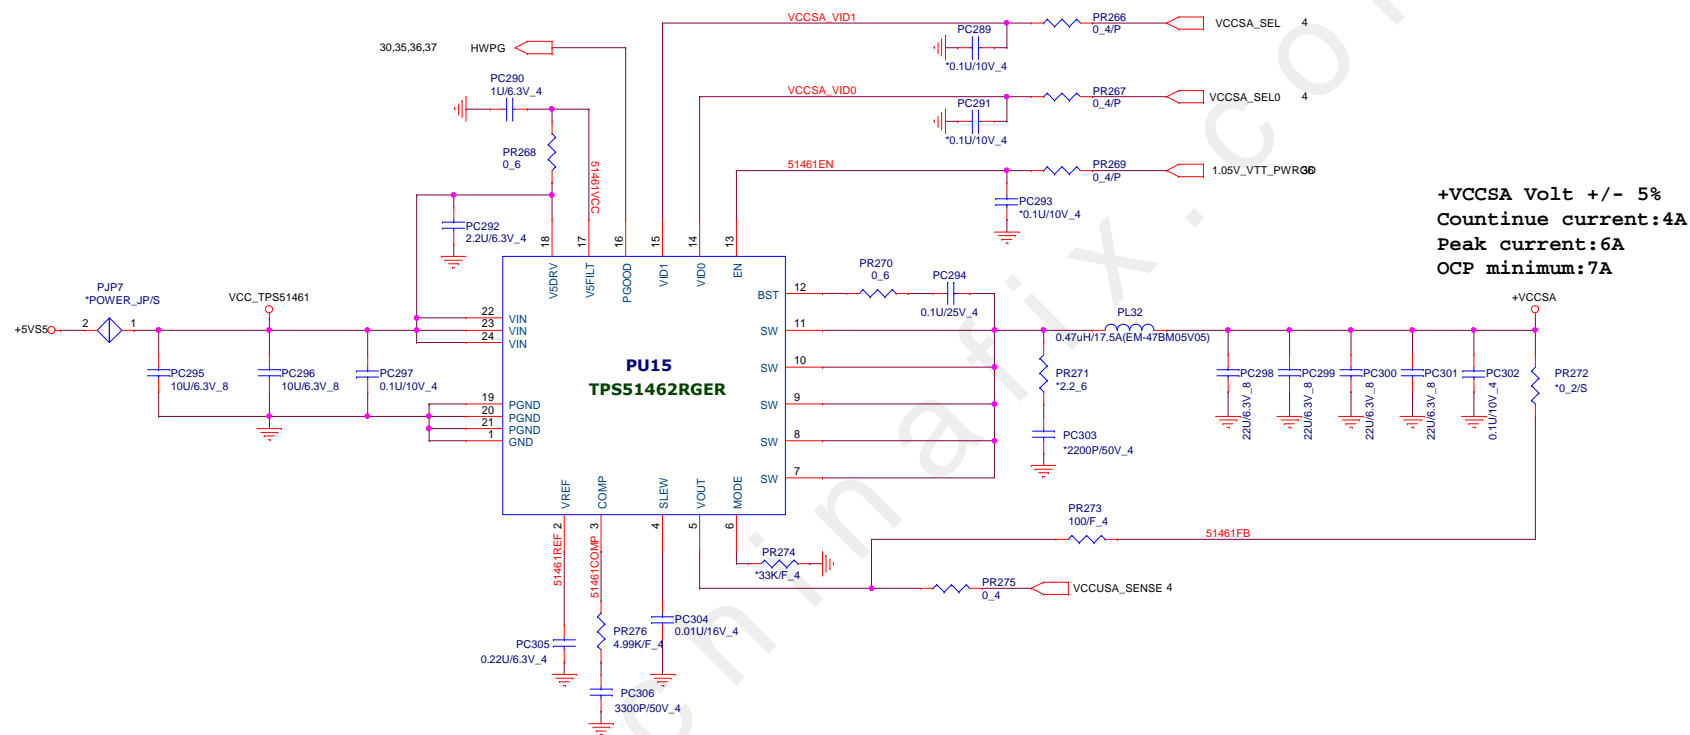 VCCSA_VID1
PR266
0_4/P
VCCSA_SEL 4
PC289
*0.1U/10V_4
30,35,36,37 HWPG
PC290
1U/6.3V_4
VCCSA_VID0
PR267
0_4/P
VCCSA_SEL0 4
PC291
*0.1U/10V_4
PR268
0_6
51461VCC
51461EN
PR269
0_4/P
1.05V_VTT_PWRGD
PC293
*0.1U/10V_4
+VCCSA Volt +/- 5%
Countinue current:4A
Peak current:6A
OCP minimum:7A
PC292
2.2U/6.3V_4
18 17 16 15 14 13
V5DRV V5FILT PGOOD VID1 VID0 EN
PJP7
*POWER_JP/S
VCC_TPS51461
+5VS5 2 1
22 VIN
23 VIN
24 VIN
PR270
0_6
PC294
0.1U/25V_4
BST 12
SW 11
SW 10
SW 9
SW 8
SW 7
PL32
0.47uH/17.5A(EM-47BM05V05)
+VCCSA
PU15
TPS51462RGER
PC295
10U/6.3V_8
PC296
10U/6.3V_8
PC297
0.1U/10V_4
PR271
*2.2_6
PC303
*2200P/50V_4
PC298
22U/6.3V_8
PC299
22U/6.3V_8
PC300
22U/6.3V_8
PC301
22U/6.3V_8
PC302
0.1U/10V_4
PR272
*0_2/S
19 PGND
20 PGND
21 PGND
1 GND
VREF COMP SLEW VOUT MODE
2 3 4 5 6
51461REF
51461COMP
PR273
100/F_4
51461FB
PR274
*33K/F_4
PR275
0_4
VCCUSA_SENSE 4
PC304
0.01U/16V_4
PR276
4.99K/F_4
PC305
0.22U/6.3V_4
PC306
3300P/50V_4
chinafix.co